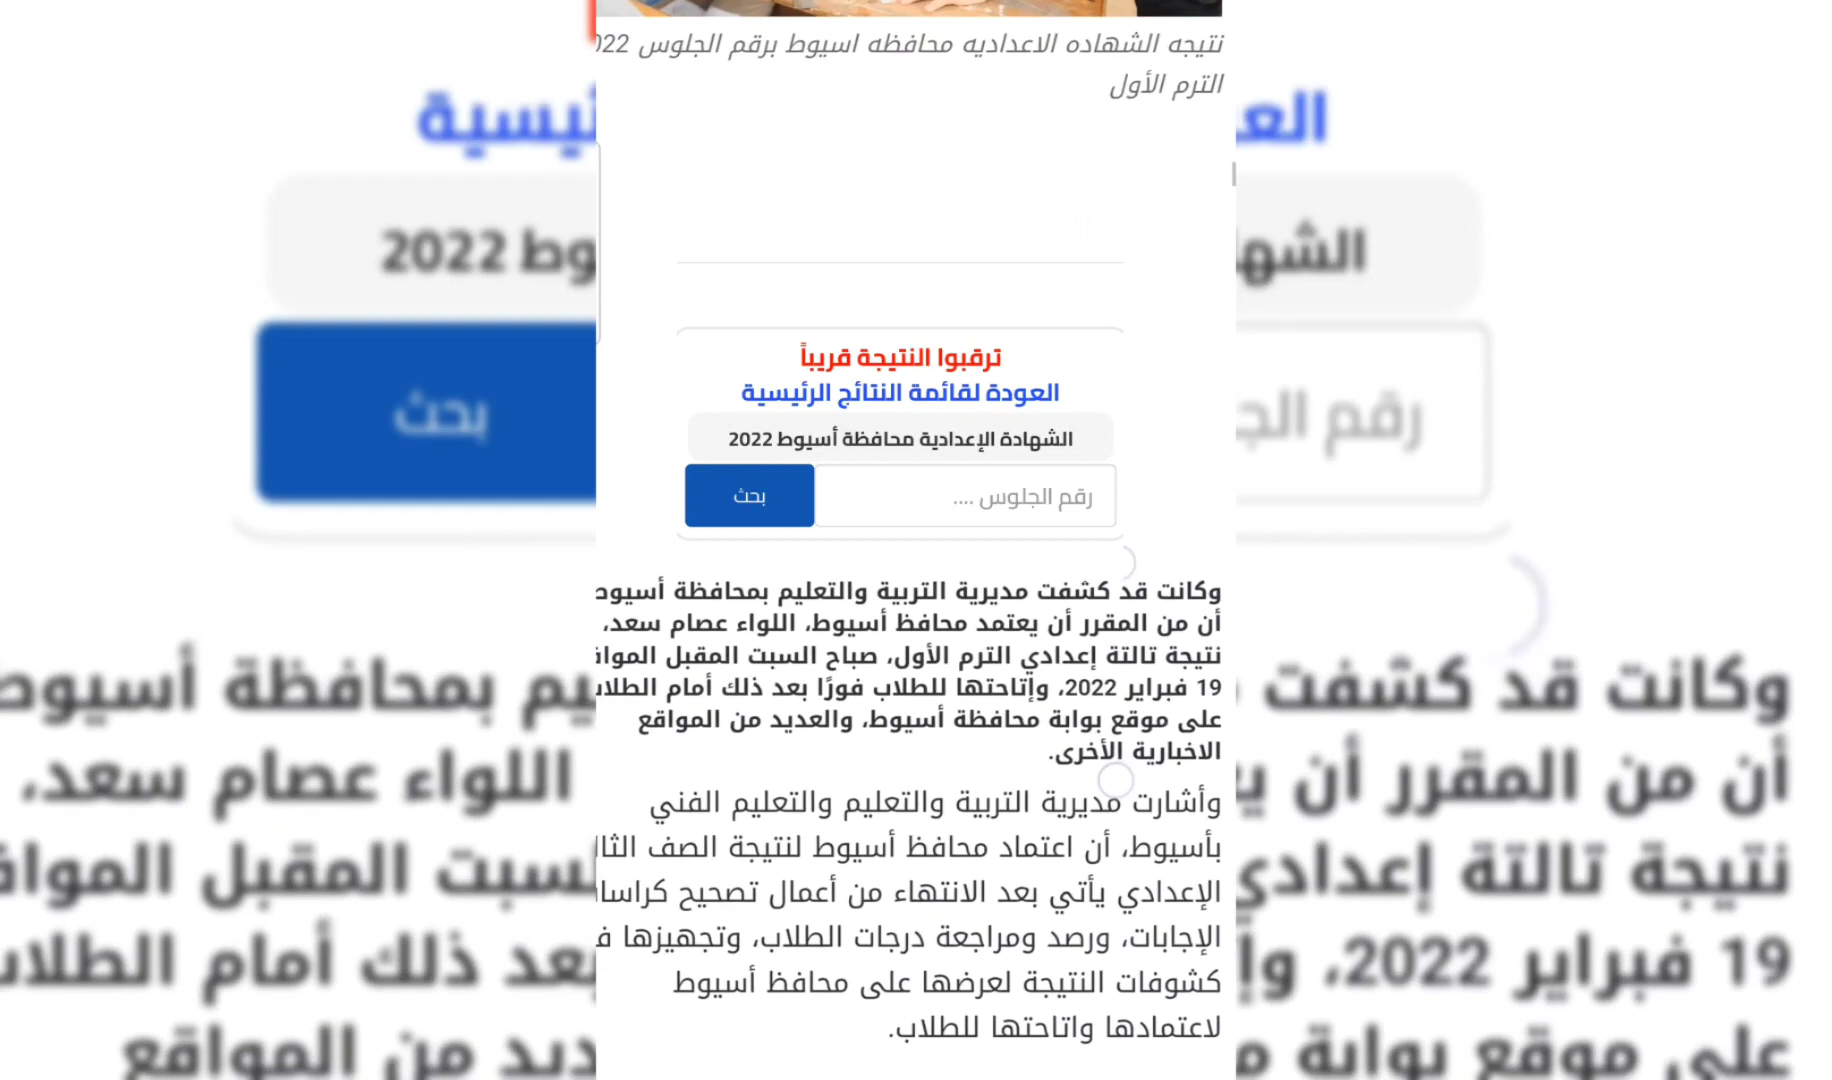 نتيجه الشهاده الاعداديه محافظه اسيوط برقم الجلوس
الترم الأول
ترقبوا النتيجة قريباً
العودة لقائمة النتائج الرئيسية
الشهادة الإعدادية محافظة أسيوط 2022
رقم الجلوس ....
بحث
وكانت قد كشفت مديرية التربية والتعليم بمحافظة أسيوط
أن من المقرر أن يعتمد محافظ أسيوط، اللواء عصام سعد،
نتيجة تالتة إعدادي الترم الأول، صباح السبت المقبل
19 فبراير 2022، وإتاحتها للطلاب فورًا بعد ذلك أمام
على موقع بوابة محافظة أسيوط، والعديد من المواقع
الاخبارية الأخرى.
وأشارت مديرية التربية والتعليم والتعليم الفني
بأسيوط، أن اعتماد محافظ أسيوط لنتيجة الصف
الإعدادي يأتي بعد الانتهاء من أعمال تصحيح
الإجابات، ورصد ومراجعة درجات الطلاب، وتجهيزها
كشوفات النتيجة لعرضها على محافظ أسيوط
لاعتمادها واتاحتها للطلاب.